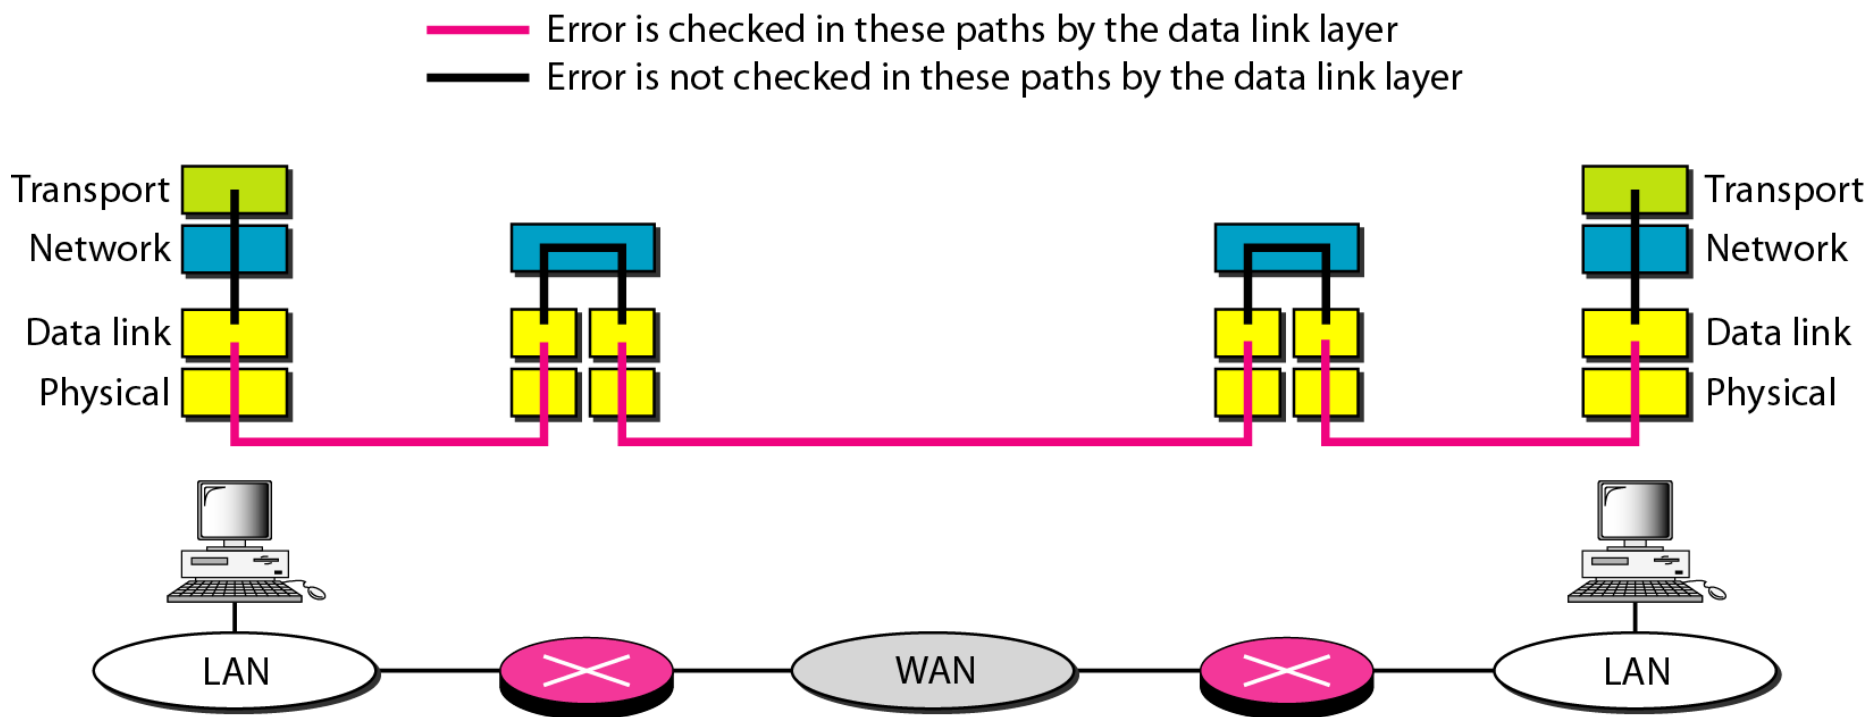 Error is checked in these paths by the data link layer
Error is not checked in these paths by the data link layer
Transport
Transport
Network
Network
Data link
Data link
Physical
Physical
LAN
WAN
LAN